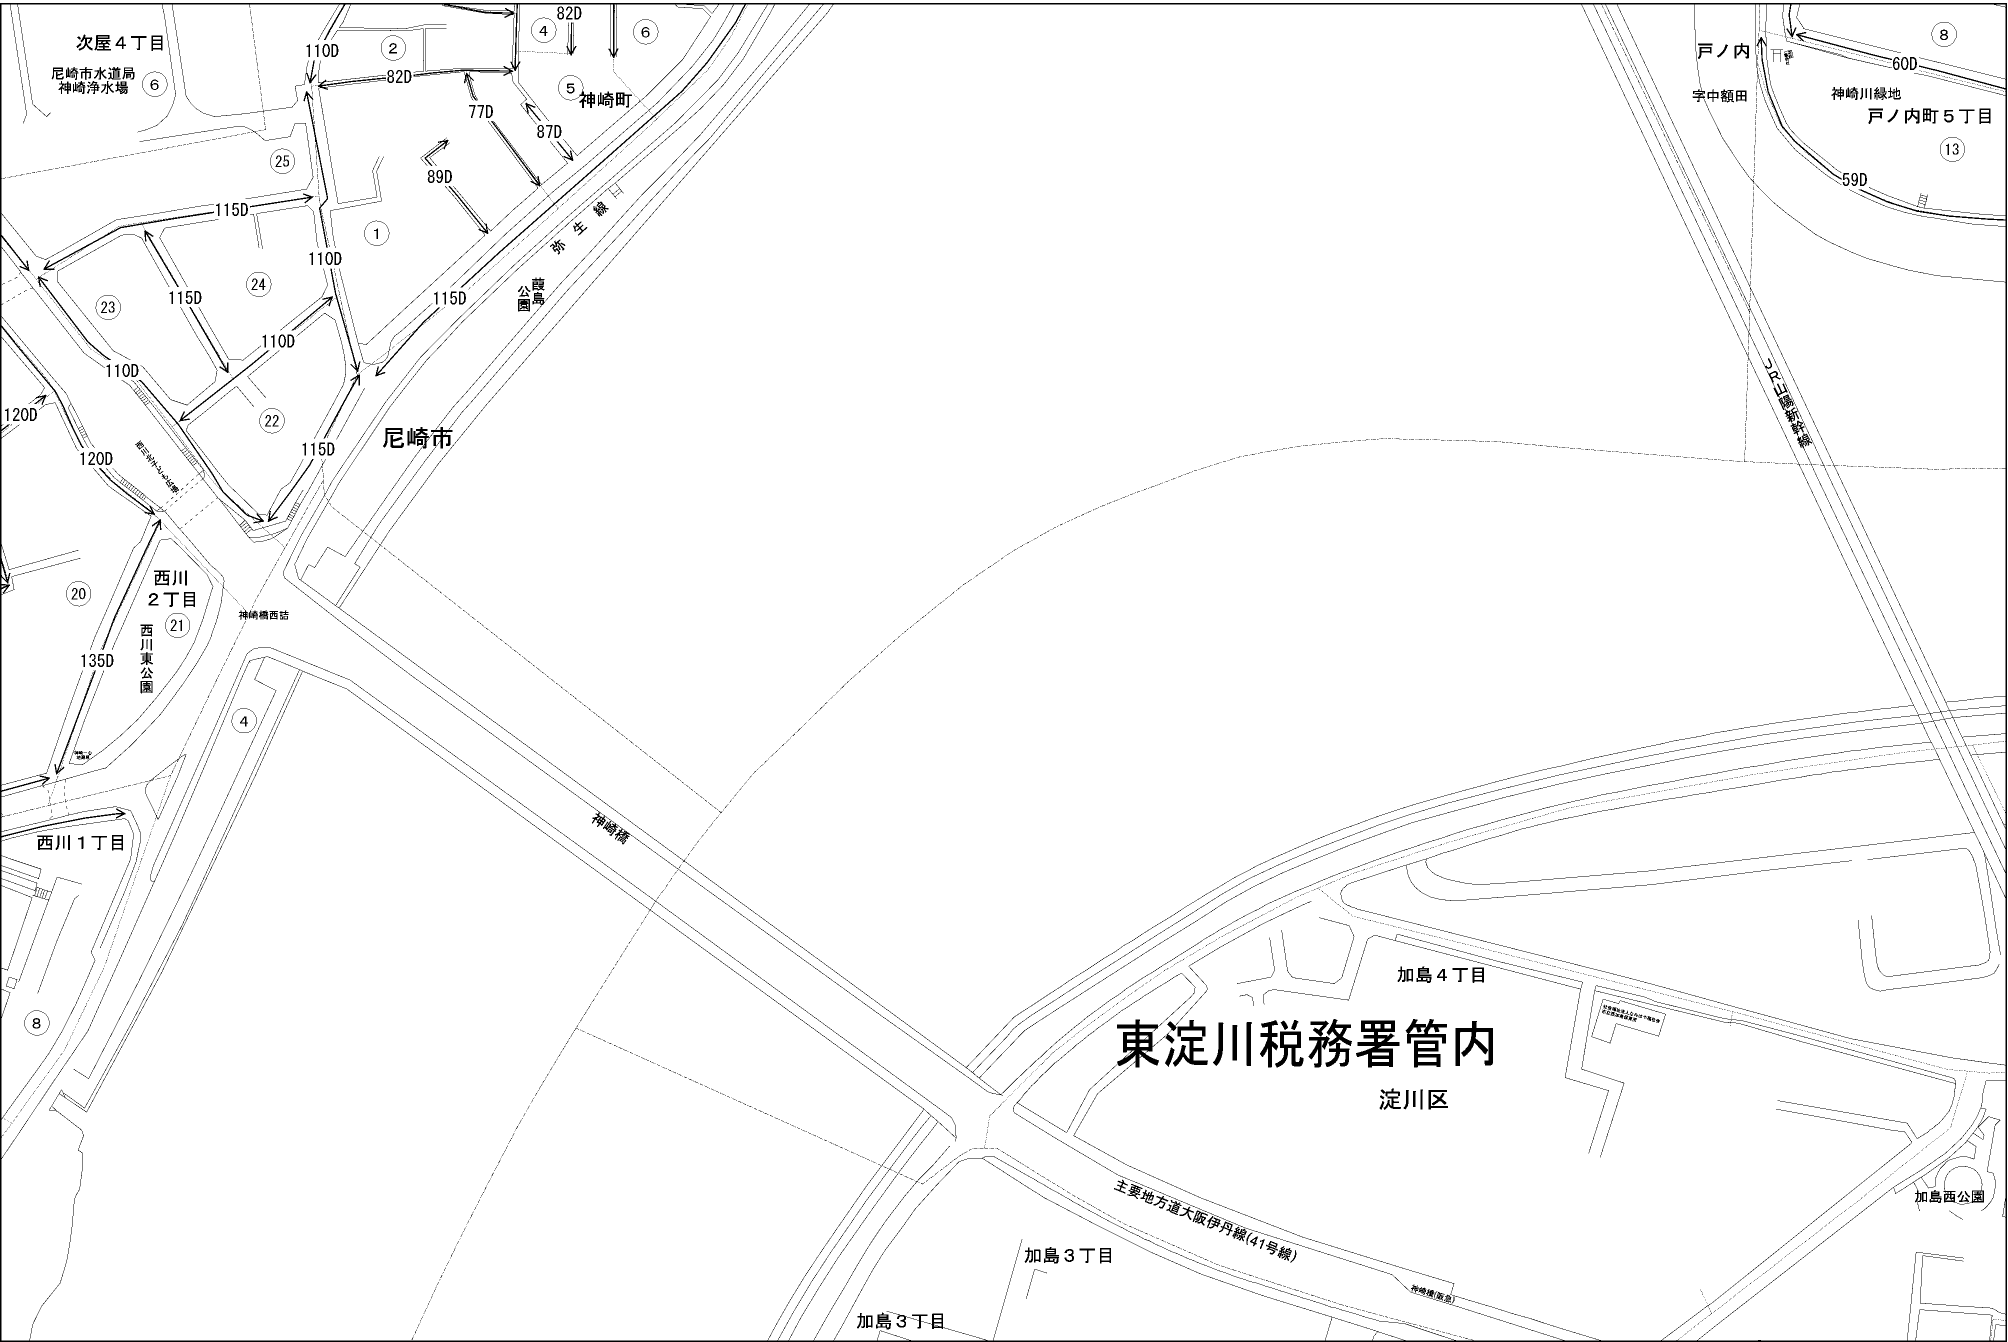 次屋４丁目
尼崎市水道局
神崎浄水場
6
110D
2
82D
82D
4
6
5
神崎町
77D
87D
89D
25
115D
1
110D
24
23
115D
110D
110D
115D
弥生線
葭島
公園
22
115D
尼崎市
120D
120D
20
西川
２丁目
21
西川東公園
135D
神崎橋西詰
4
西川１丁目
8
神崎橋
戸ノ内
字中額田
60D
8
神崎川緑地
戸ノ内町５丁目
13
59D
JR山陽新幹線
加島４丁目
東淀川税務署管内
淀川区
加島西公園
主要地方道大阪伊丹線(41号線)
神崎橋(阪急)
加島３丁目
加島３丁目